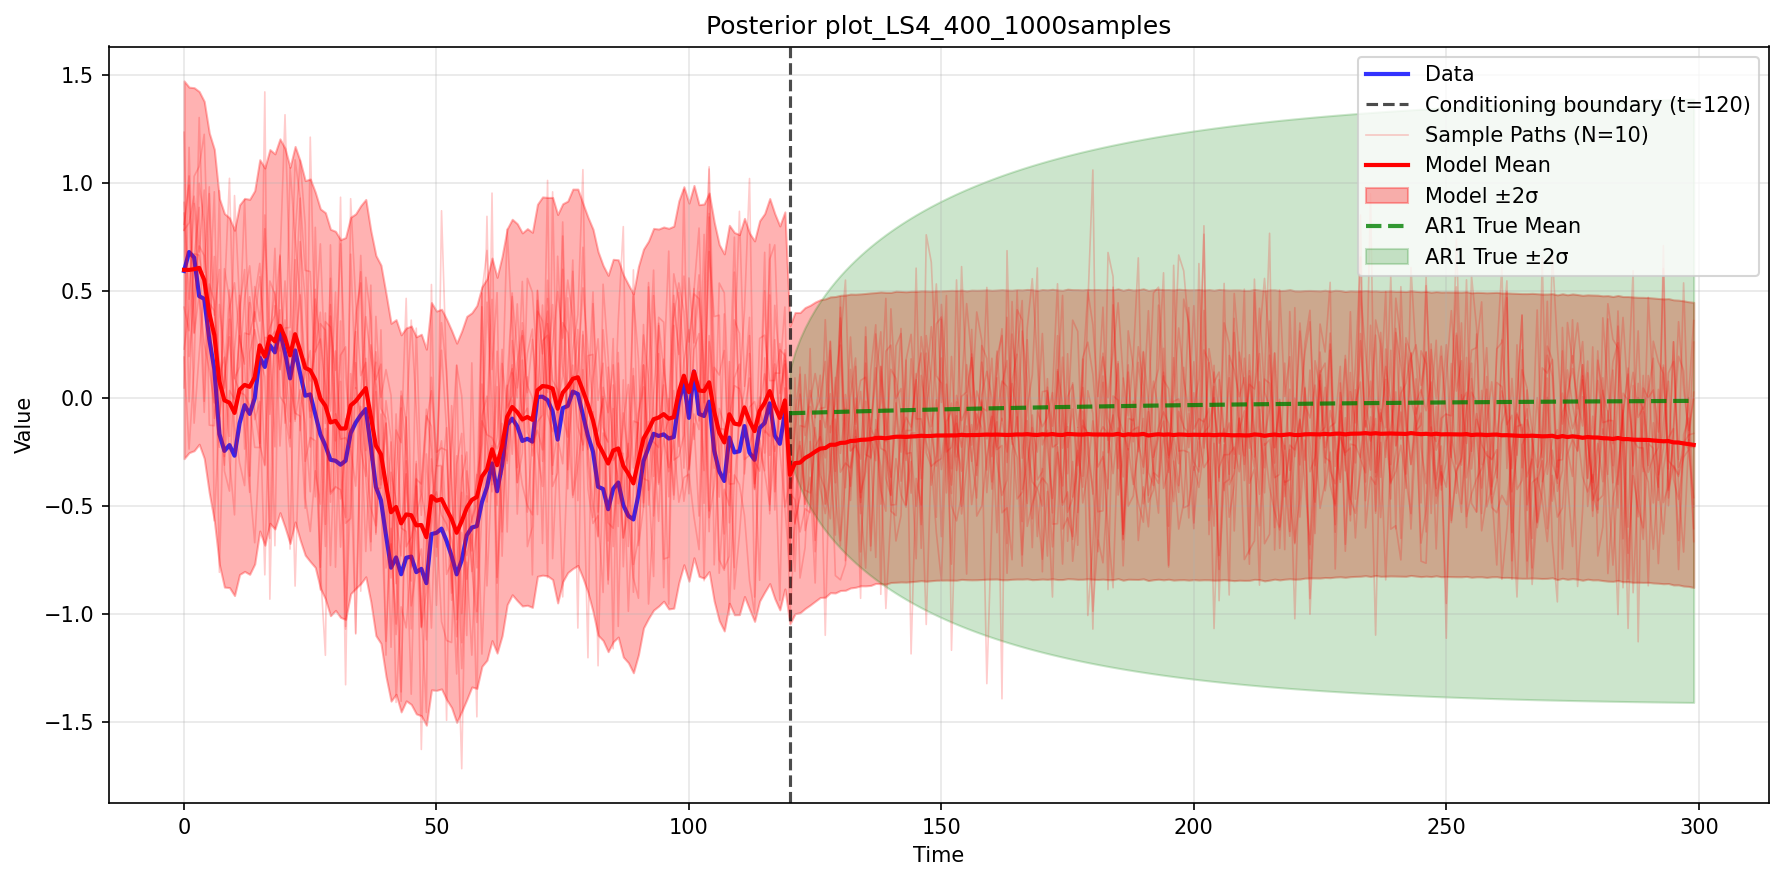 Posterior plot_LS4_400_1000samples
Data
Conditioning boundary (t=120)
Sample Paths (N=10)
Model Mean
Model ±2σ
AR1 True Mean
AR1 True ±2σ
Value
1.5
1.0
0.5
0.0
−0.5
−1.0
−1.5
0 50 100 150 200 250 300
Time